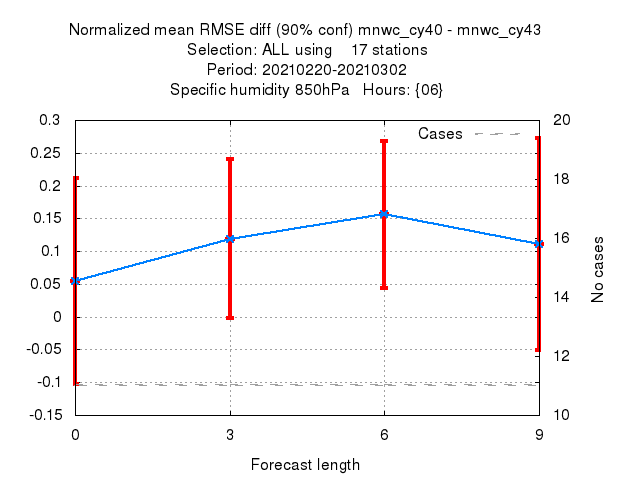 Normalized mean RMSE diff (90% conf) mnwc_cy40 - mnwc_cy43
Selection: ALL using    17 stations
Period: 20210220-20210302
Specific humidity 850hPa   Hours: {06}
Cases
0.3
0.25
0.2
0.15
0.1
0.05
0
-0.05
-0.1
-0.15
20
18
16
14
12
10
No cases
0
3
6
9
Forecast length